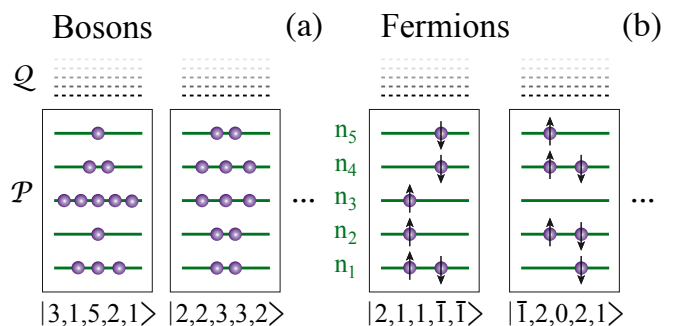 Bosons (a) Fermions (b)
𝒬
n₅
n₄
𝒫 ... n₃ ...
n₂
n₁
|3,1,5,2,1> |2,2,3,3,2> |2,1,1,1̄,1̄> |1̄,2,0,2,1>